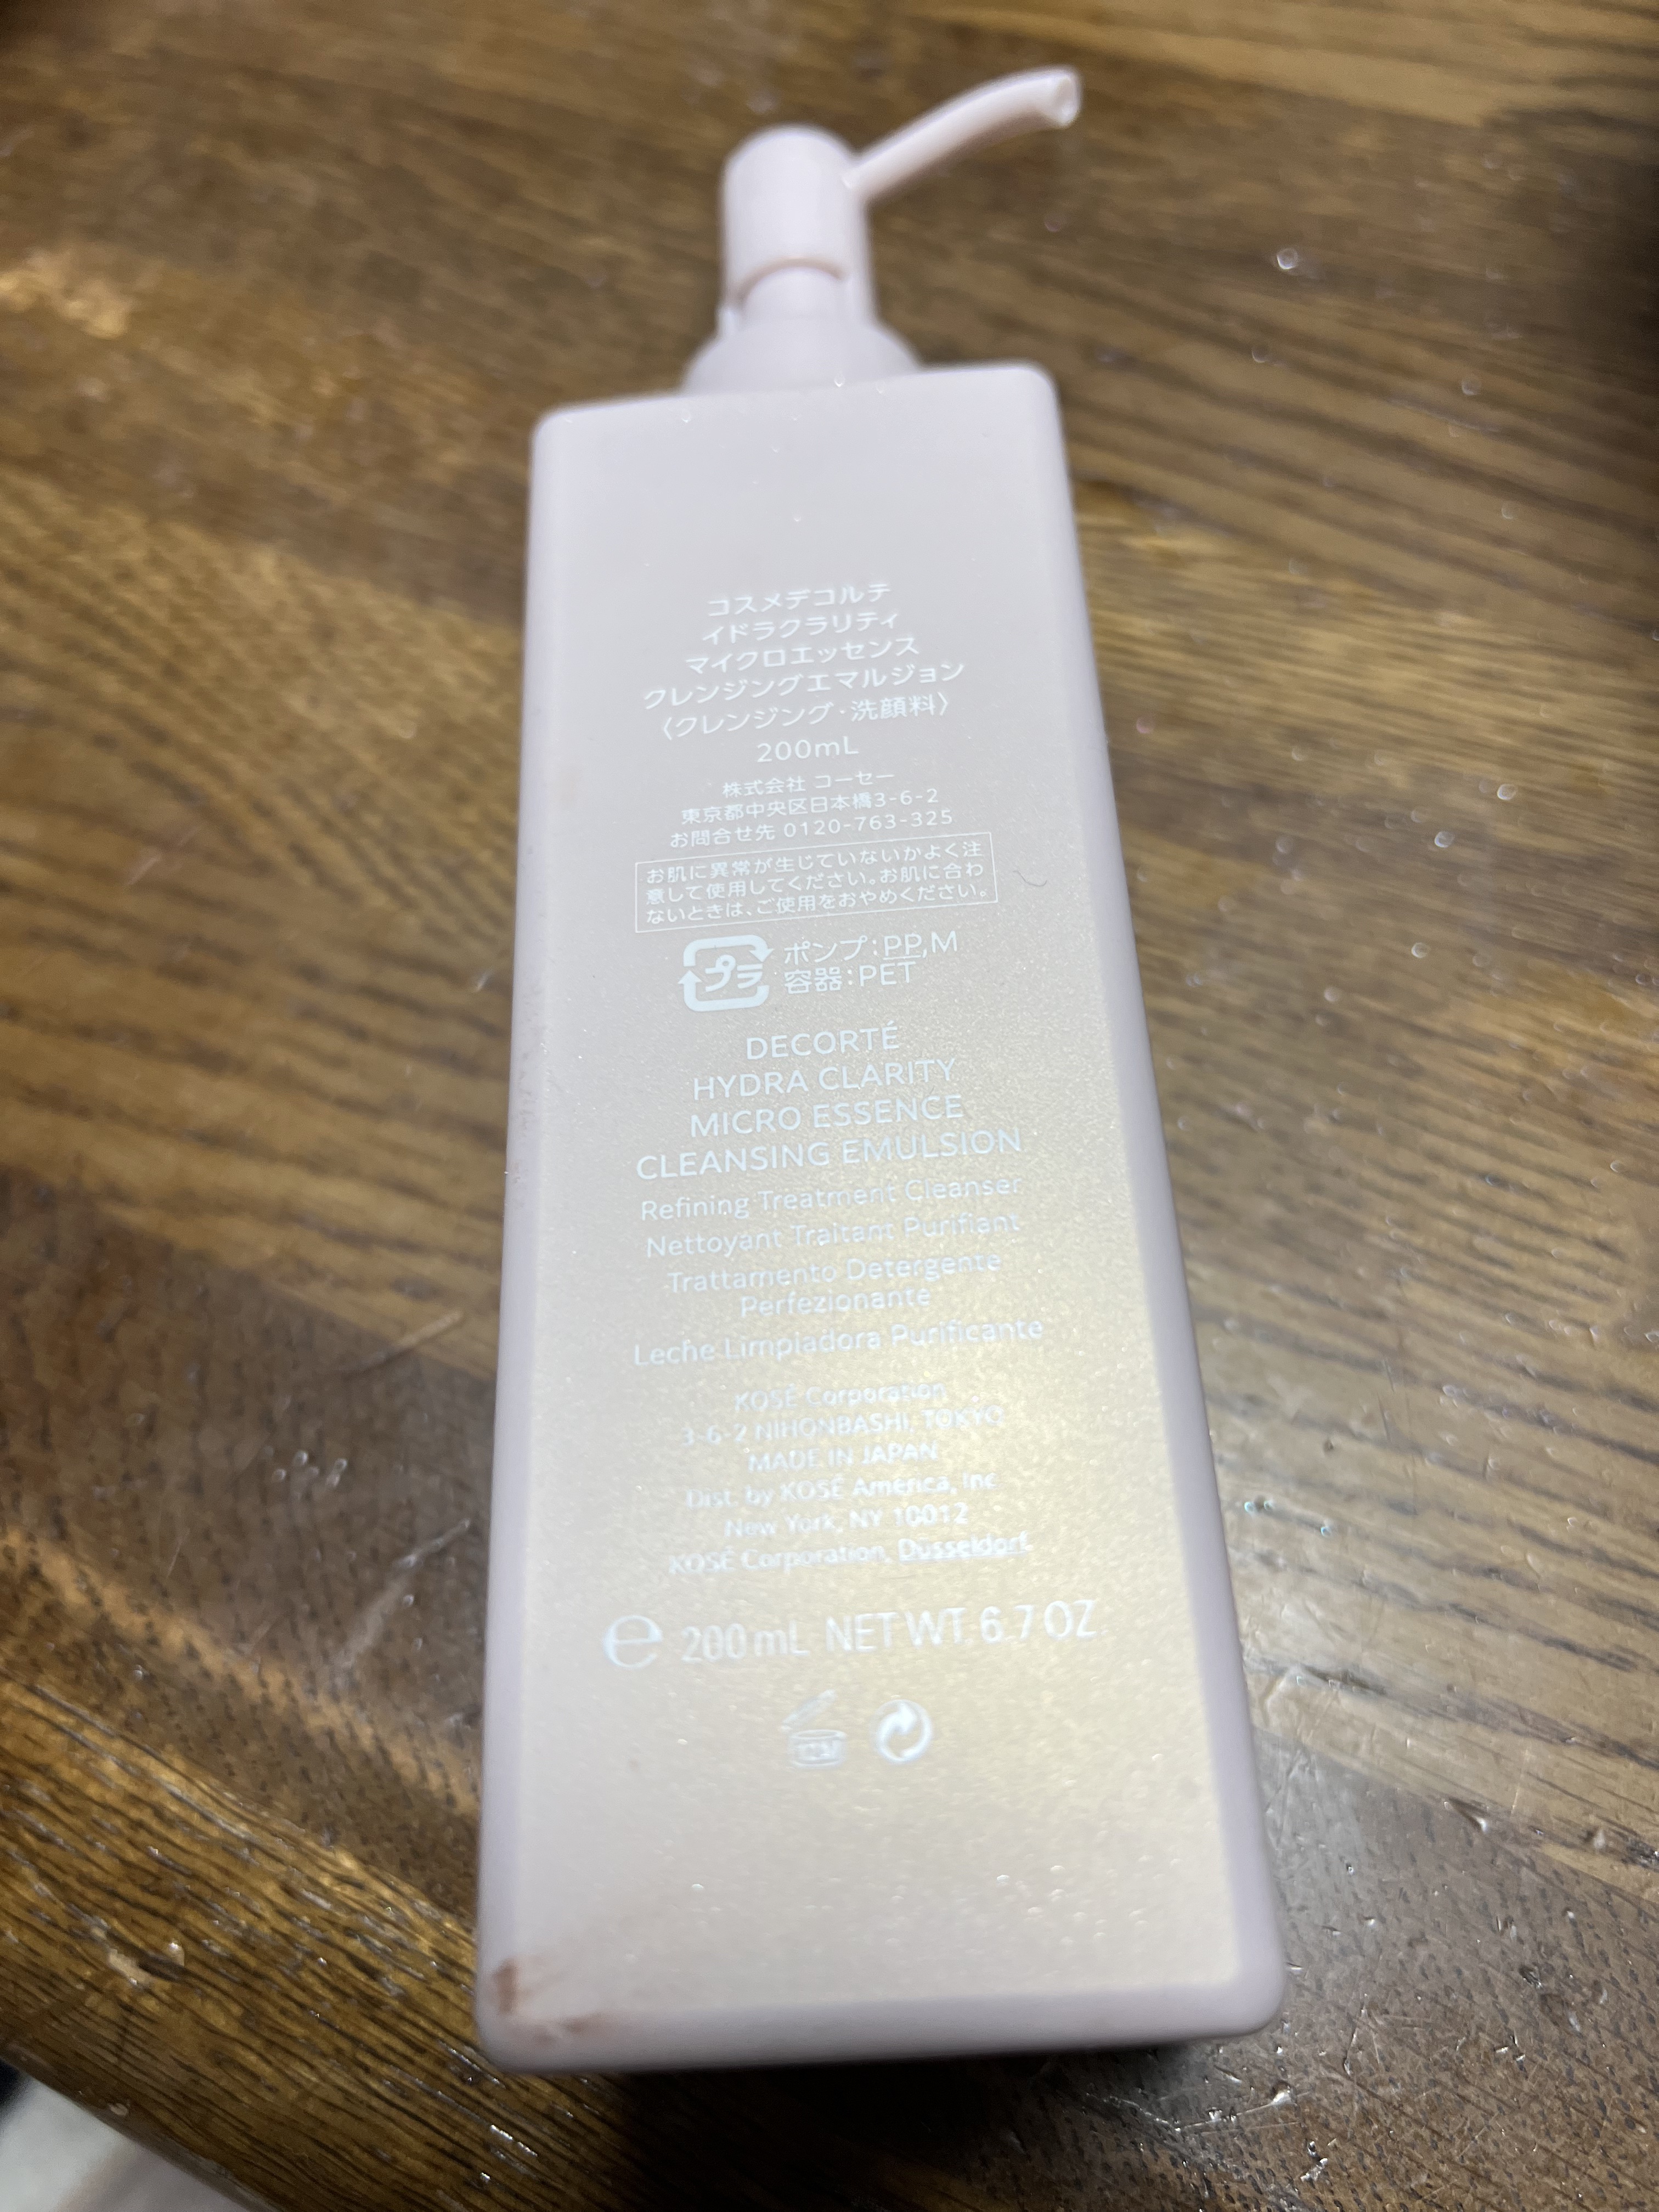 コスメデコルテ
イドラクラリティ
マイクロエッセンス
クレンジングエマルジョン
〈クレンジング・洗顔料〉
200mL
株式会社 コーセー
東京都中央区日本橋3-6-2
お問合せ先 0120-763-325
お肌に異常が生じていないかよく注
意して使用してください。お肌に合わ
ないときは、ご使用をおやめください。
プラ
ポンプ:PP,M
容器:PET
DECORTÉ
HYDRA CLARITY
MICRO ESSENCE
CLEANSING EMULSION
Refining Treatment Cleanser
Nettoyant Traitant Purifiant
Trattamento Detergente
Perfezionante
Leche Limpiadora Purificante
KOSÉ Corporation
3-6-2 NIHONBASHI, TOKYO
MADE IN JAPAN
Dist. by KOSÉ America, Inc
New York, NY 10012
KOSÉ Corporation, Düsseldorf
e 200mL NET WT. 6.7 OZ.